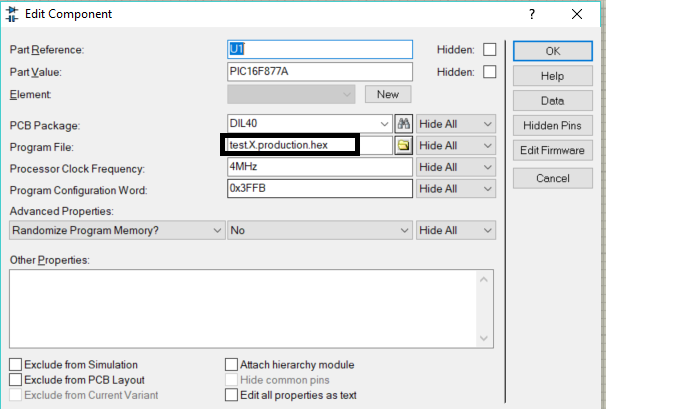 Edit Component ? ✕
Part Reference: U1 Hidden: OK
Part Value: PIC16F877A Hidden: Help
Element: New Data
PCB Package: DIL40 Hide All Hidden Pins
Program File: test.X.production.hex Hide All Edit Firmware
Processor Clock Frequency: 4MHz Hide All Cancel
Program Configuration Word: 0x3FFB Hide All
Advanced Properties:
Randomize Program Memory? No Hide All
Other Properties:
Exclude from Simulation Attach hierarchy module
Exclude from PCB Layout Hide common pins
Exclude from Current Variant Edit all properties as text